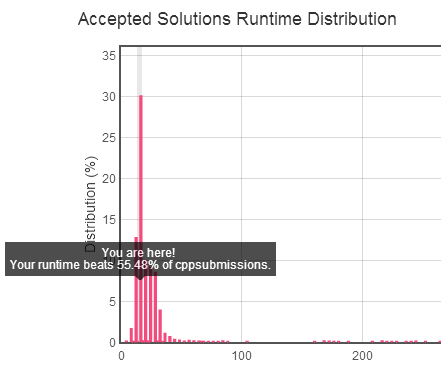 Accepted Solutions Runtime Distribution
35
30
25
20
15
Distribution (%)
You are here!
Your runtime beats 55.48% of cppsubmissions.
5
0
0
100
200